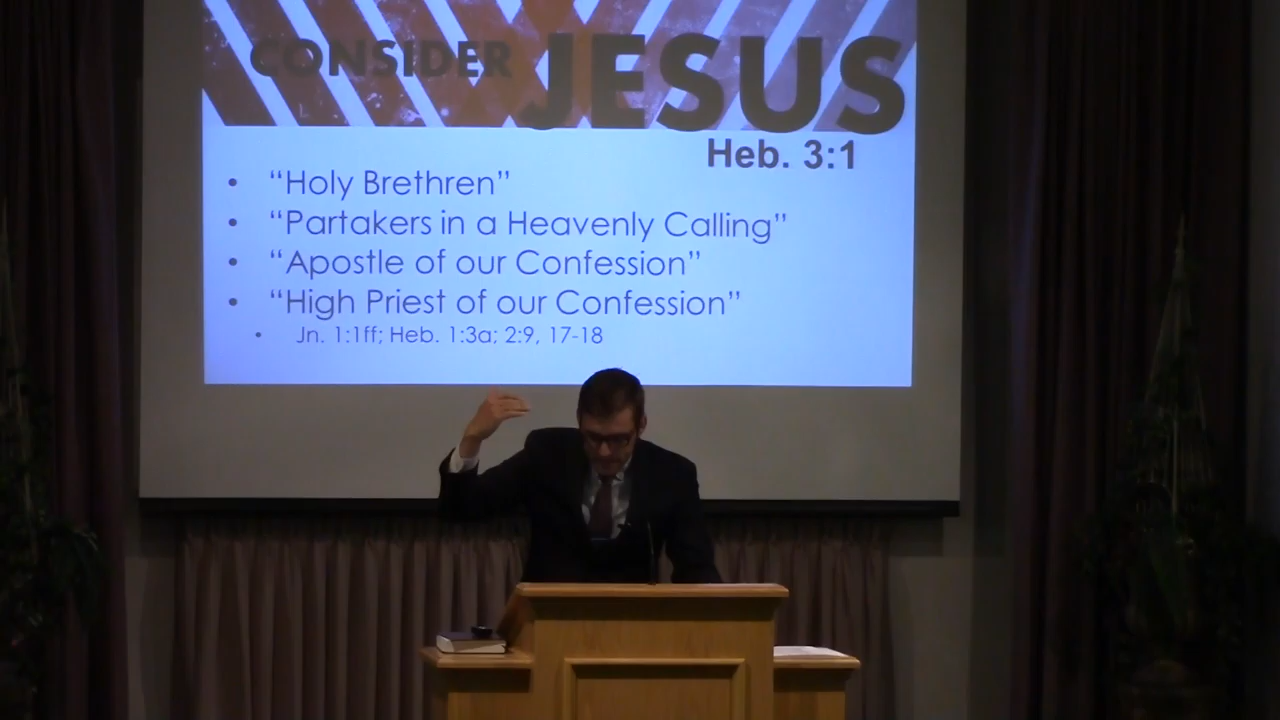 CONSIDER JESUS
Heb. 3:1
• “Holy Brethren”
• “Partakers in a Heavenly Calling”
• “Apostle of our Confession”
• “High Priest of our Confession”
• Jn. 1:1ff; Heb. 1:3a; 2:9, 17-18